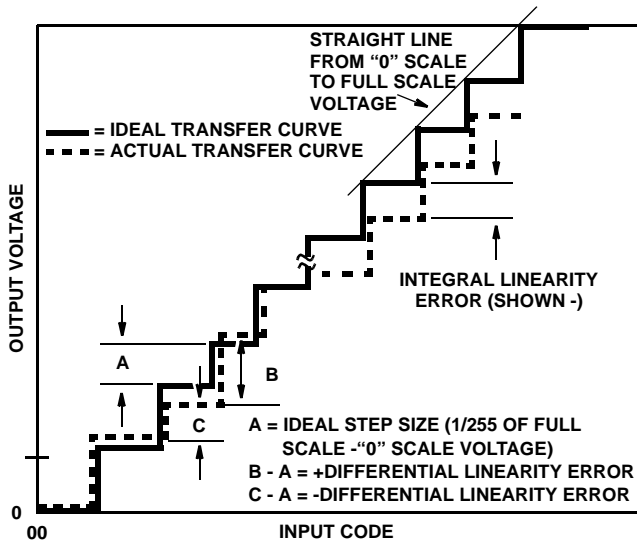 STRAIGHT LINE
FROM “0” SCALE
TO FULL SCALE
VOLTAGE
= IDEAL TRANSFER CURVE
= ACTUAL TRANSFER CURVE
OUTPUT VOLTAGE
INTEGRAL LINEARITY
ERROR (SHOWN -)
A
B
C
A = IDEAL STEP SIZE (1/255 OF FULL
SCALE -“0” SCALE VOLTAGE)
B - A = +DIFFERENTIAL LINEARITY ERROR
C - A = -DIFFERENTIAL LINEARITY ERROR
0
00
INPUT CODE